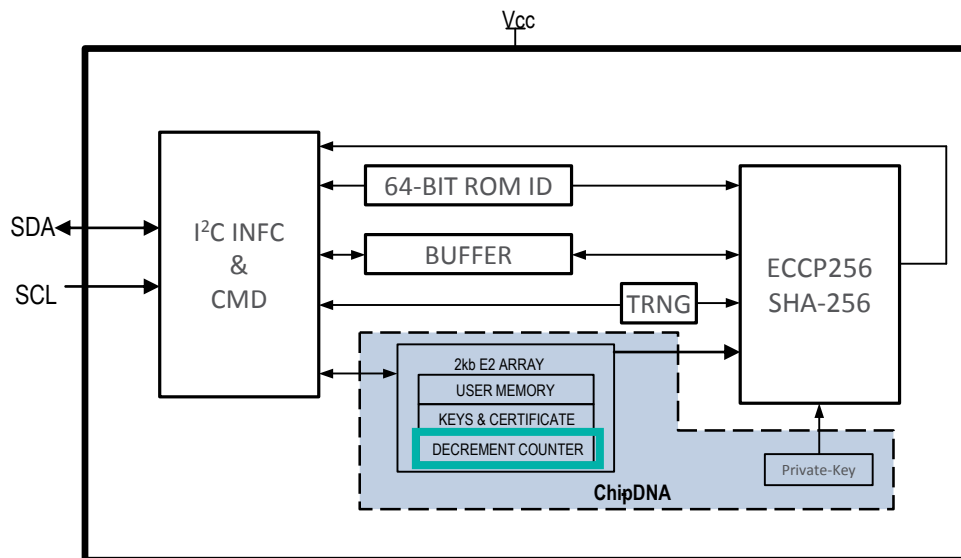 Vcc
64-BIT ROM ID
SDA
I²C INFC
&
CMD
BUFFER
ECCP256
SHA-256
SCL
TRNG
2kb E2 ARRAY
USER MEMORY
KEYS & CERTIFICATE
DECREMENT COUNTER
Private-Key
ChipDNA